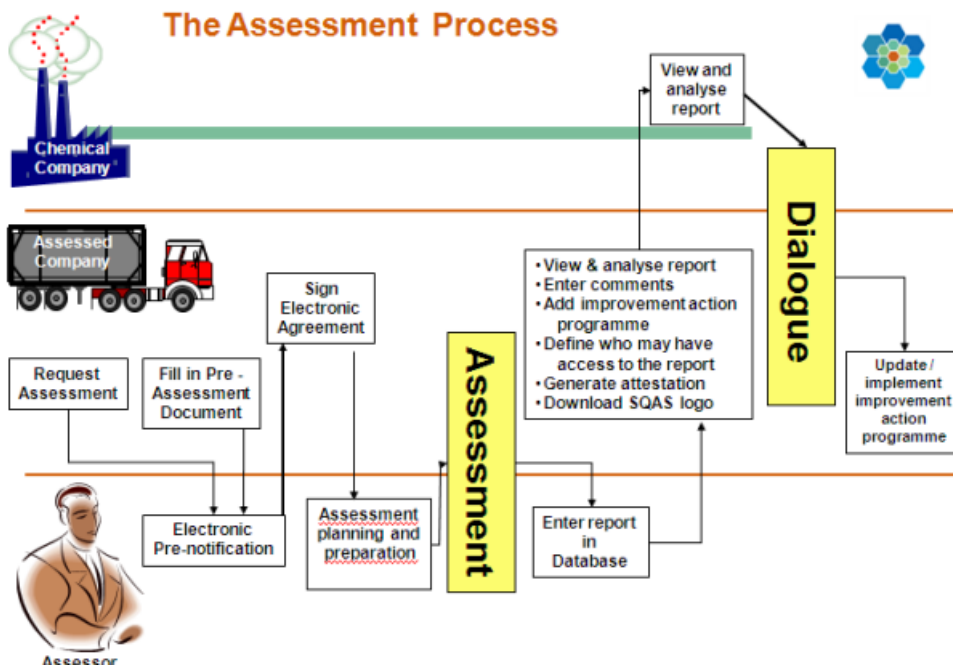 The Assessment Process
View and
analyse
report
Chemical
Company
Dialogue
Assessed
Company
• View & analyse report
• Enter comments
• Add improvement action
programme
• Define who may have
access to the report
• Generate attestation
• Download SQAS logo
Sign
Electronic
Agreement
Assessment
Request
Assessment
Fill in Pre -
Assessment
Document
Update /
implement
improvement
action
programme
Electronic
Pre-notification
Assessment
planning and
preparation
Enter report
in
Database
Assessor